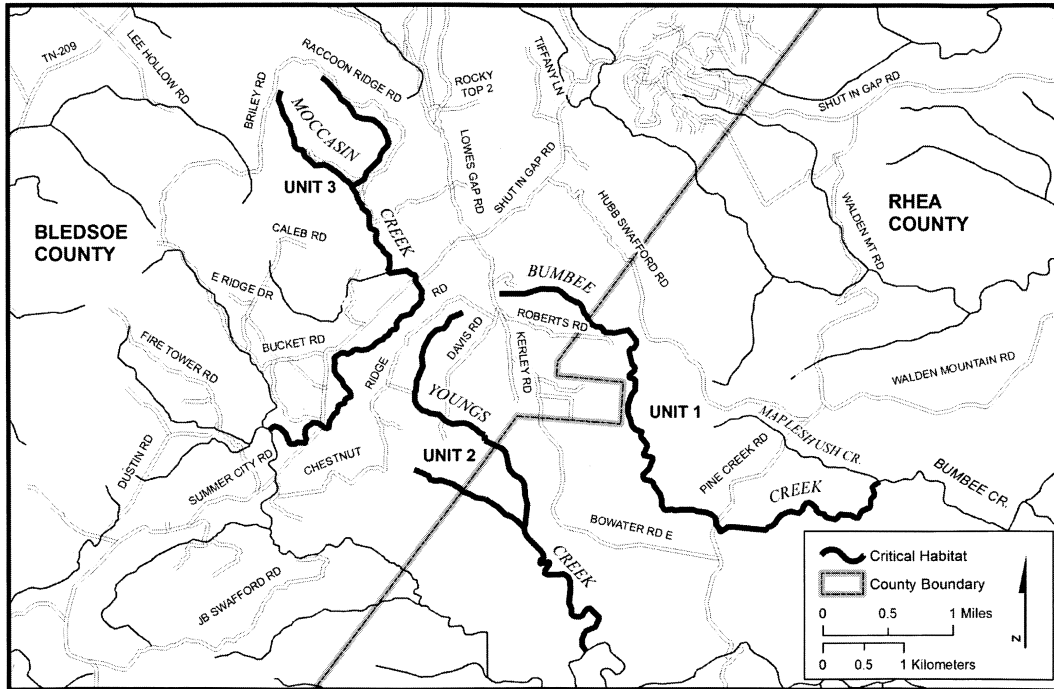 TN-209
LEE HOLLOW RD
BRILEY RD
RACCOON RIDGE RD
ROCKY
TOP 2
TIFFANY LN
SHUT IN GAP RD
MOCCASIN
CREEK
UNIT 3
LOWES GAP RD
SHUT IN GAP RD
HUBB SWAFFORD RD
WALDEN MT RD
RHEA
COUNTY
BLEDSOE
COUNTY
CALEB RD
E RIDGE DR
BUMBEE
RD
ROBERTS RD
FIRE TOWER RD
BUCKET RD
RIDGE
DAVIS RD
KERLEY RD
WALDEN MOUNTAIN RD
YOUNGS
UNIT 1
MAPLESHUSH CR.
UNIT 2
DUSTIN RD
SUMMER CITY RD
CHESTNUT
PINE CREEK RD
CREEK
BUMBEE CR.
BOWATER RD E
CREEK
JB SWAFFORD RD
Critical Habitat
County Boundary
0 0.5 1 Miles
0 0.5 1 Kilometers
N